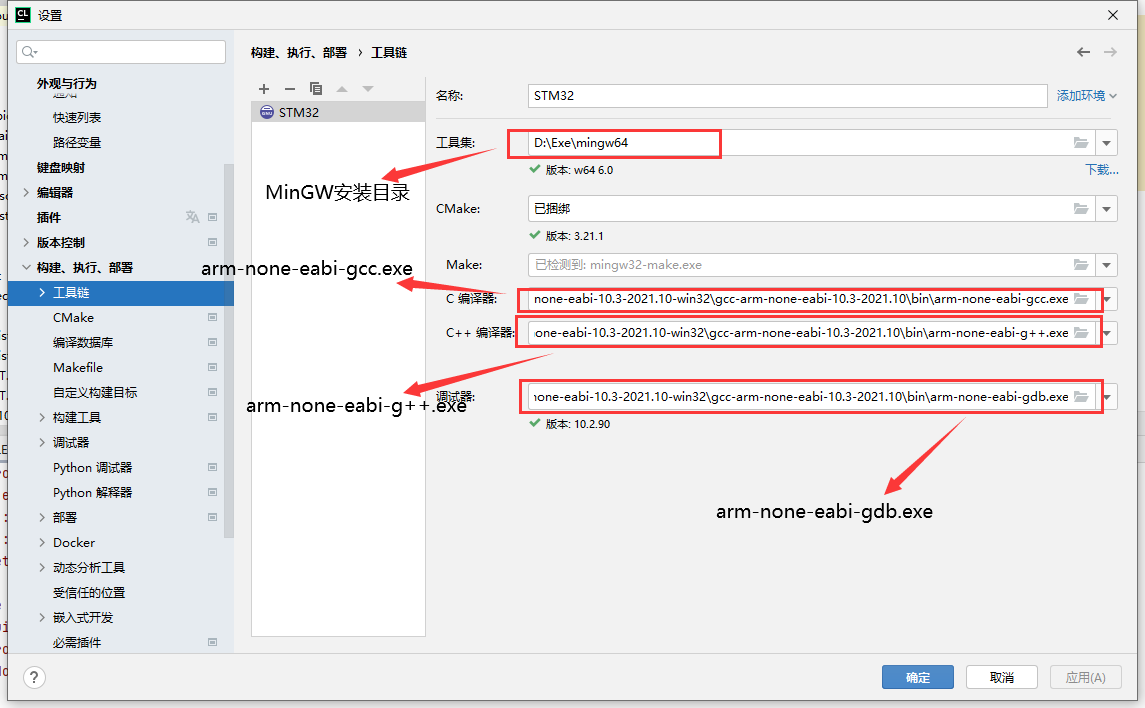 CL 设置
构建、执行、部署 › 工具链
外观与行为
通知
快速列表
路径变量
键盘映射
编辑器
插件
版本控制
构建、执行、部署
工具链
CMake
编译数据库
Makefile
自定义构建目标
构建工具
调试器
Python 调试器
Python 解释器
部署
Docker
动态分析工具
受信任的位置
嵌入式开发
必需插件
STM32
名称:
STM32
添加环境
工具集:
D:\Exe\mingw64
版本: w64 6.0
下载...
MinGW安装目录
CMake:
已捆绑
版本: 3.21.1
arm-none-eabi-gcc.exe
Make:
已检测到: mingw32-make.exe
C 编译器:
none-eabi-10.3-2021.10-win32\gcc-arm-none-eabi-10.3-2021.10\bin\arm-none-eabi-gcc.exe
C++ 编译器:
one-eabi-10.3-2021.10-win32\gcc-arm-none-eabi-10.3-2021.10\bin\arm-none-eabi-g++.exe
arm-none-eabi-g++.exe
调试器:
none-eabi-10.3-2021.10-win32\gcc-arm-none-eabi-10.3-2021.10\bin\arm-none-eabi-gdb.exe
版本: 10.2.90
arm-none-eabi-gdb.exe
?
确定
取消
应用(A)